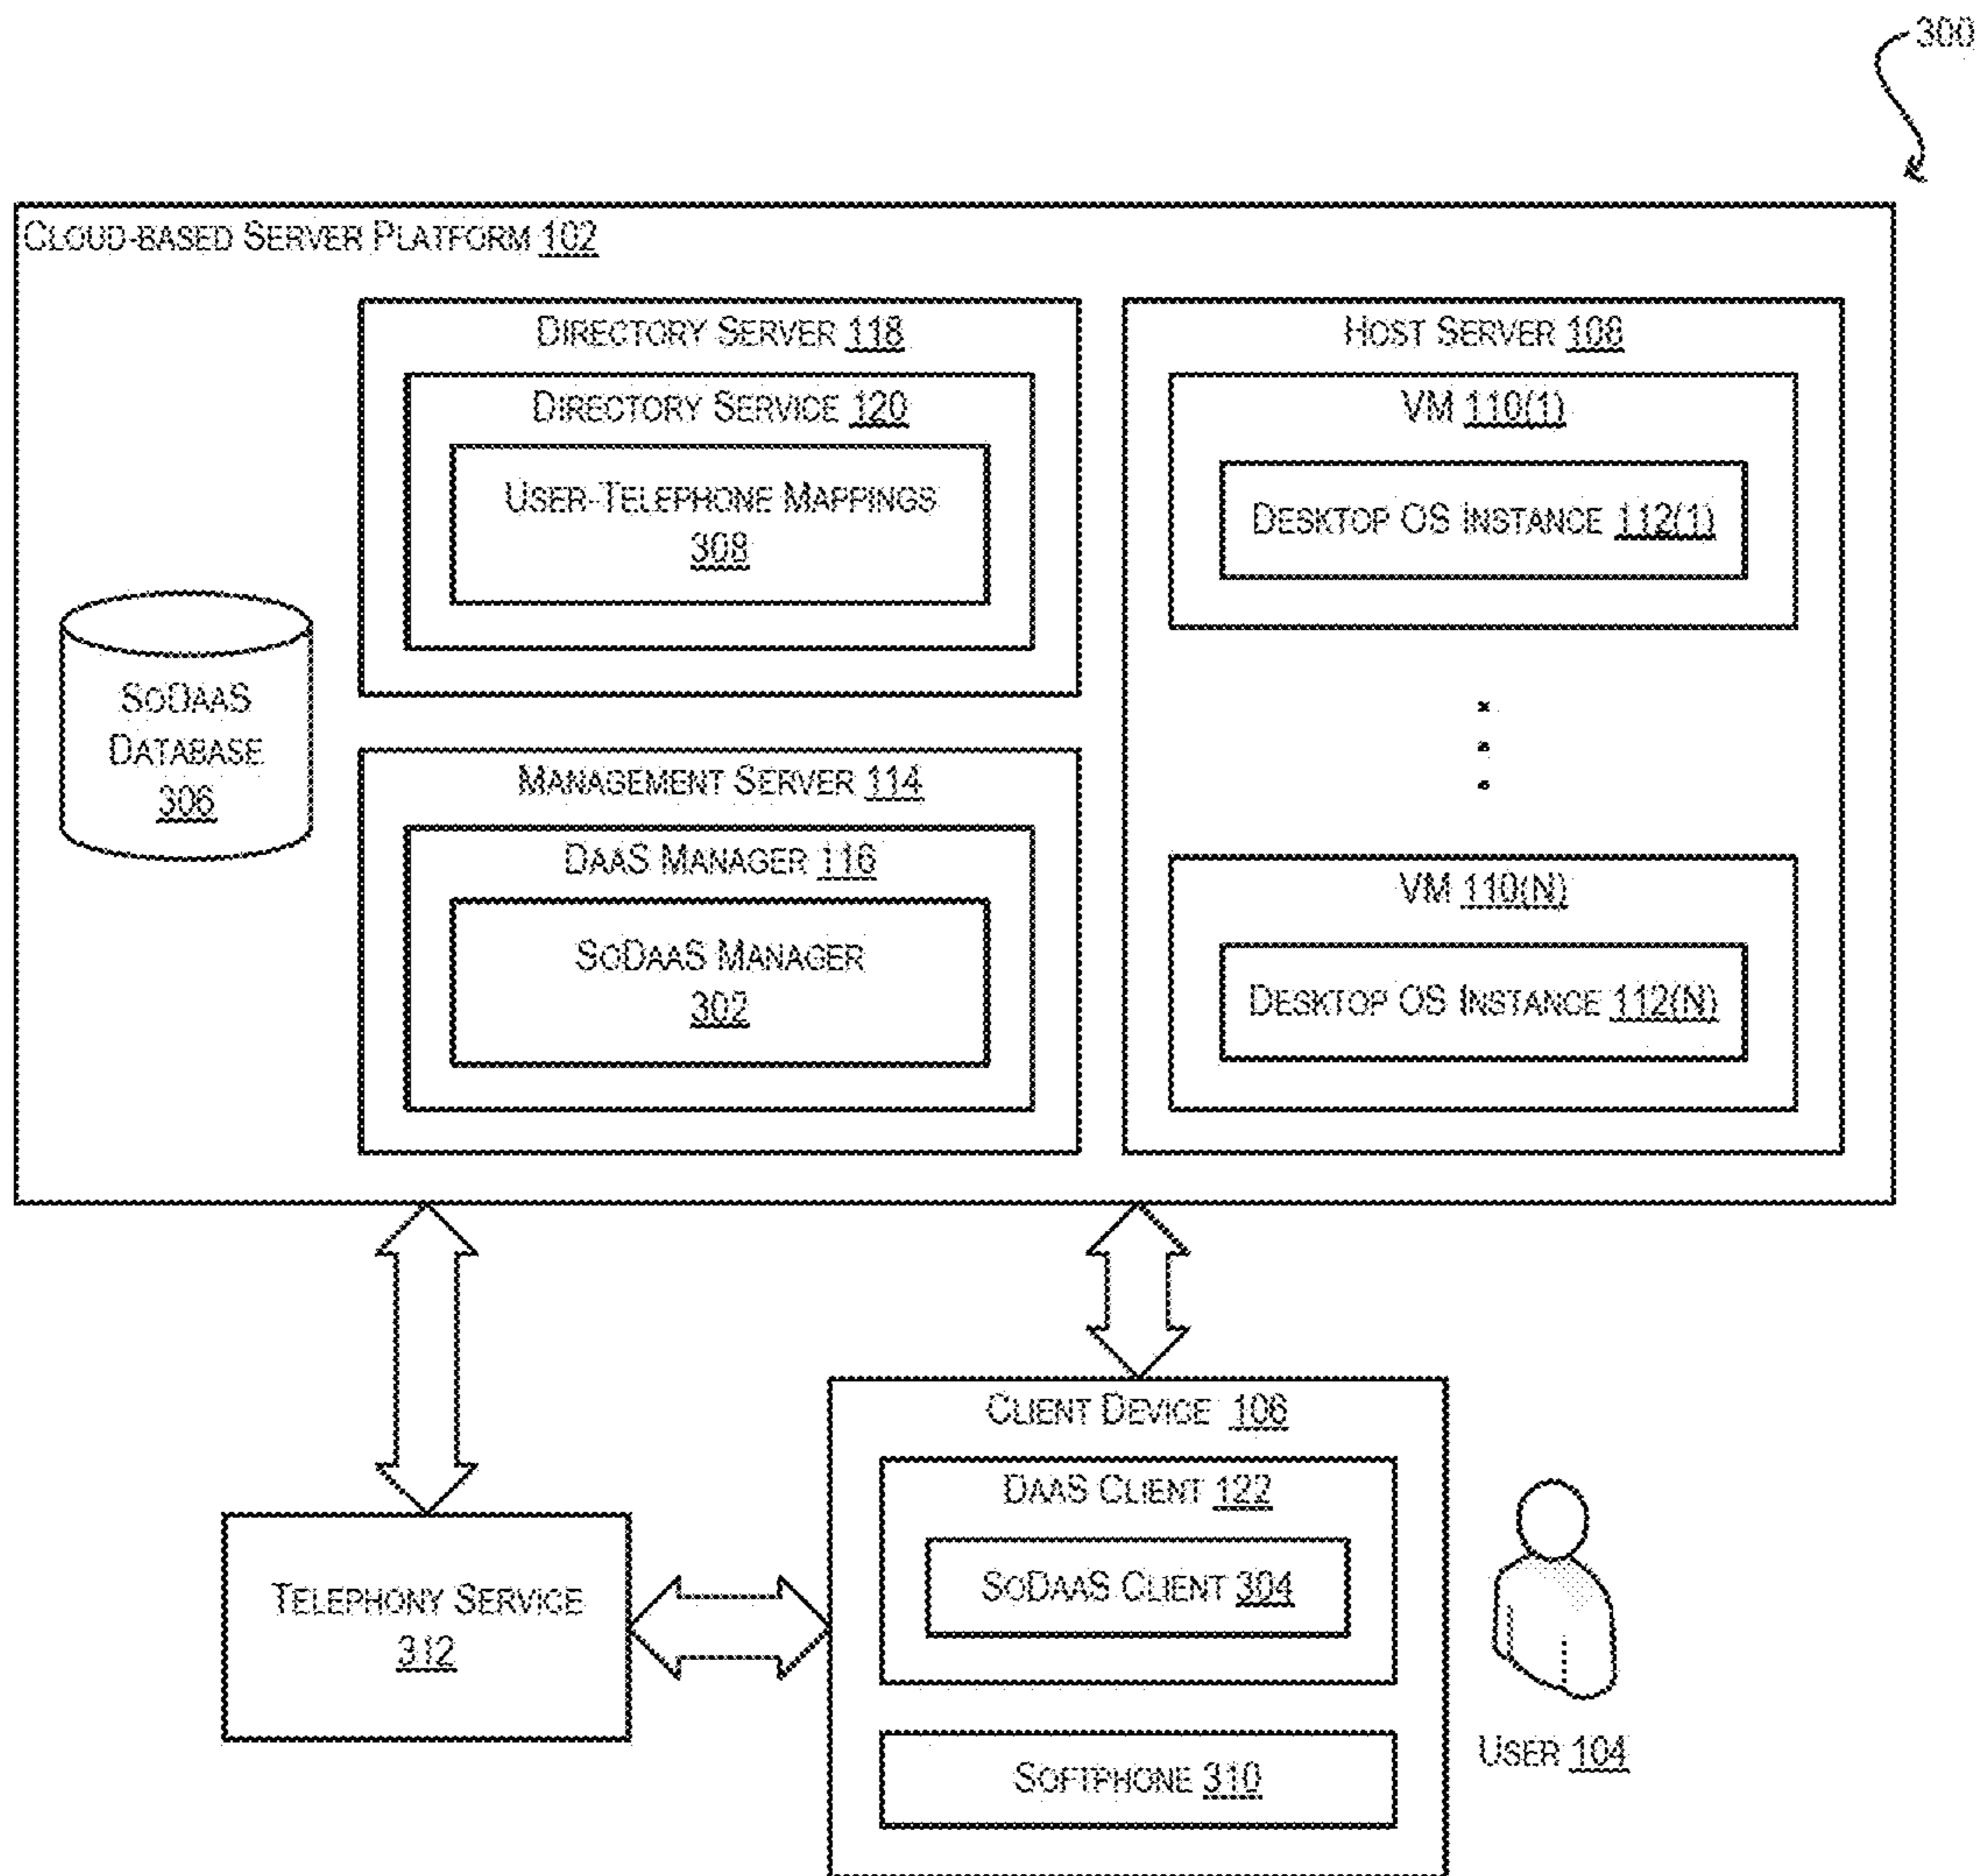 300
CLOUD-BASED SERVER PLATFORM 102
DIRECTORY SERVER 118
DIRECTORY SERVICE 120
USER-TELEPHONE MAPPINGS
308
SODAAS
DATABASE
306
MANAGEMENT SERVER 114
DAAS MANAGER 116
SODAAS MANAGER
302
HOST SERVER 108
VM 110(1)
DESKTOP OS INSTANCE 112(1)
VM 110(N)
DESKTOP OS INSTANCE 112(N)
TELEPHONY SERVICE
312
CLIENT DEVICE 106
DAAS CLIENT 122
SODAAS CLIENT 304
SOFTPHONE 310
USER 104